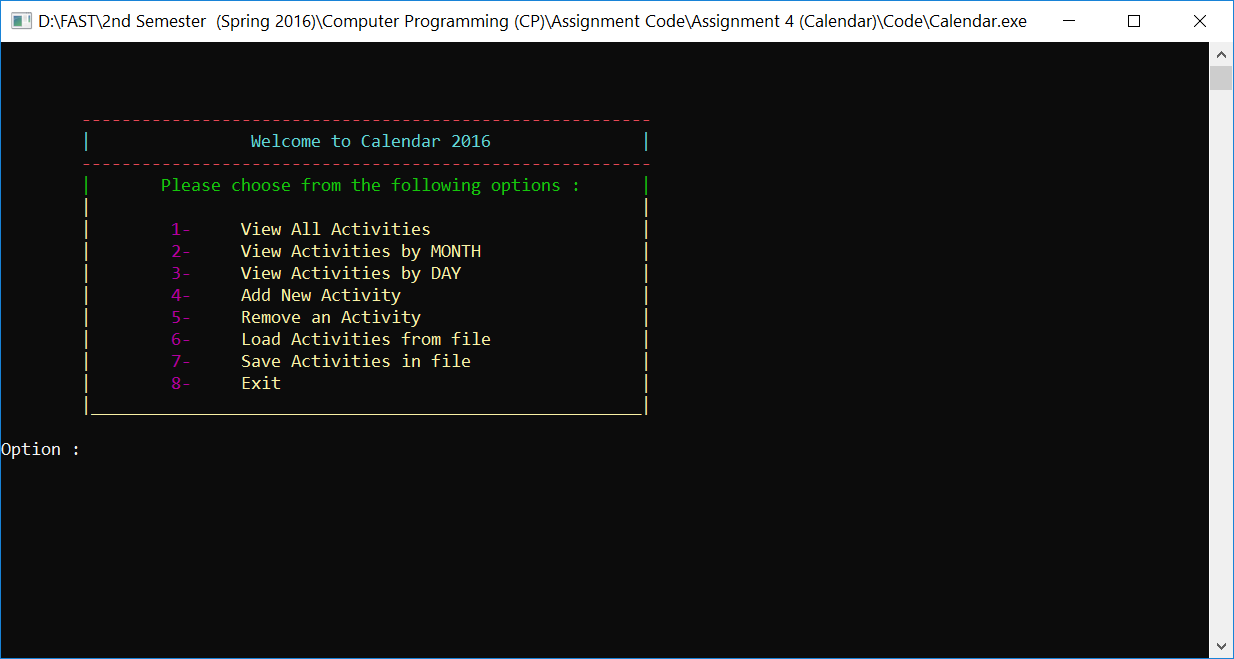 D:\FAST\2nd Semester  (Spring 2016)\Computer Programming (CP)\Assignment Code\Assignment 4 (Calendar)\Code\Calendar.exe
Welcome to Calendar 2016
Please choose from the following options :
1- View All Activities
2- View Activities by MONTH
3- View Activities by DAY
4- Add New Activity
5- Remove an Activity
6- Load Activities from file
7- Save Activities in file
8- Exit
Option :